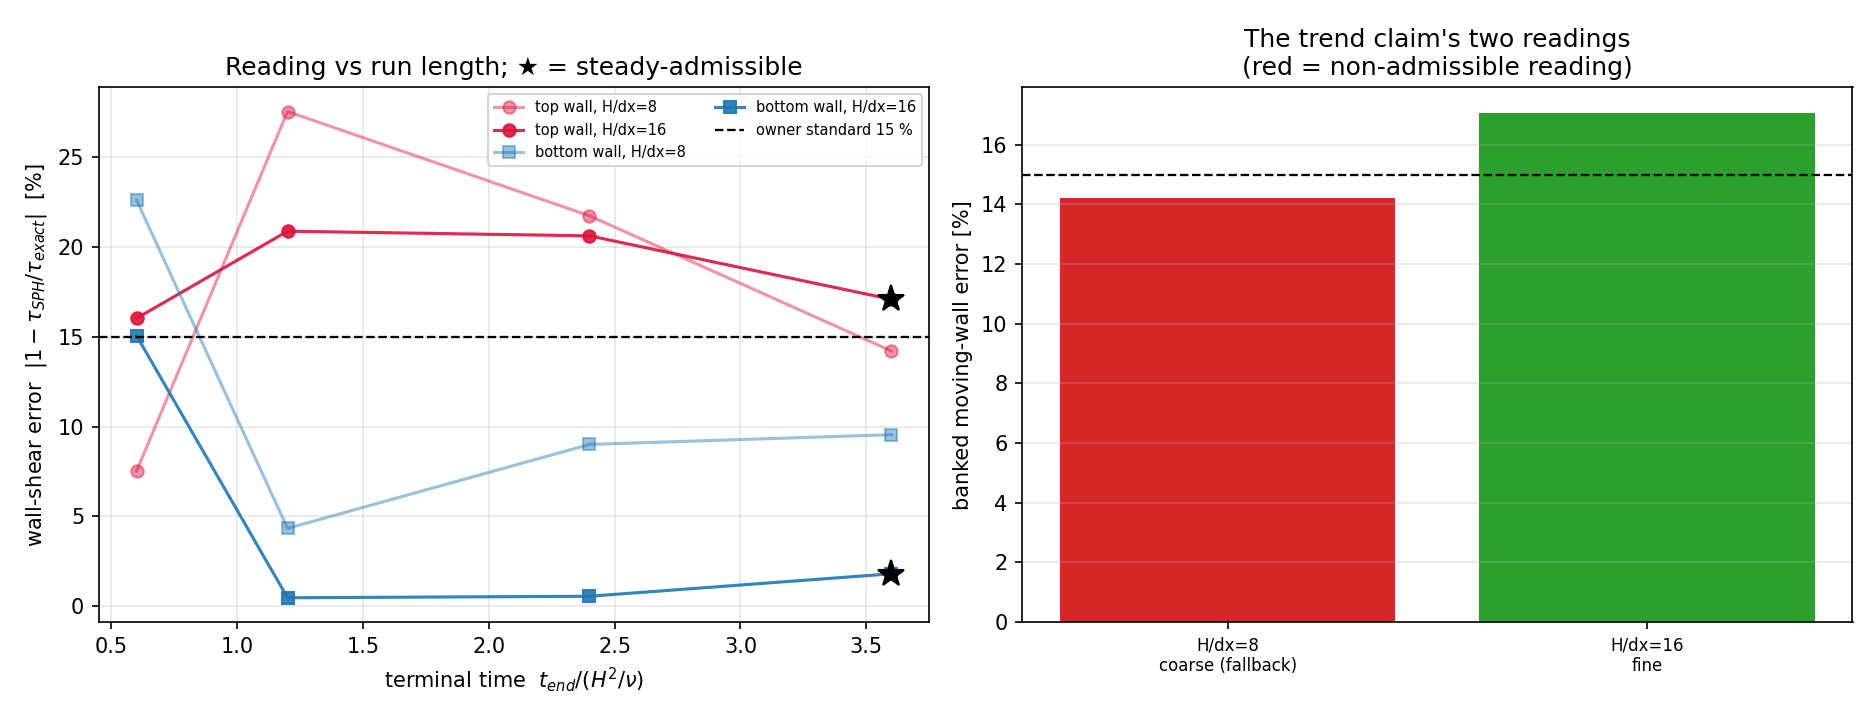 Reading vs run length; ★ = steady-admissible
wall-shear error |1 − τ_SPH/τ_exact| [%]
25
20
15
10
5
0
top wall, H/dx=8
top wall, H/dx=16
bottom wall, H/dx=8
bottom wall, H/dx=16
owner standard 15 %
0.5 1.0 1.5 2.0 2.5 3.0 3.5
terminal time t_end/(H²/ν)
The trend claim's two readings
(red = non-admissible reading)
banked moving-wall error [%]
16
14
12
10
8
6
4
2
0
H/dx=8
coarse (fallback)
H/dx=16
fine